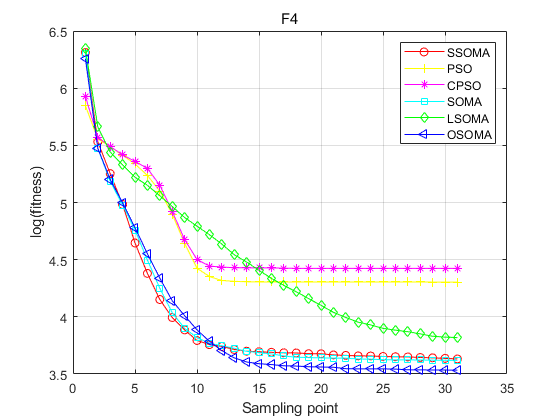 F4
log(fitness)
6.5
6
5.5
5
4.5
4
3.5
SSOMA
PSO
CPSO
SOMA
LSOMA
OSOMA
0 5 10 15 20 25 30 35
Sampling point